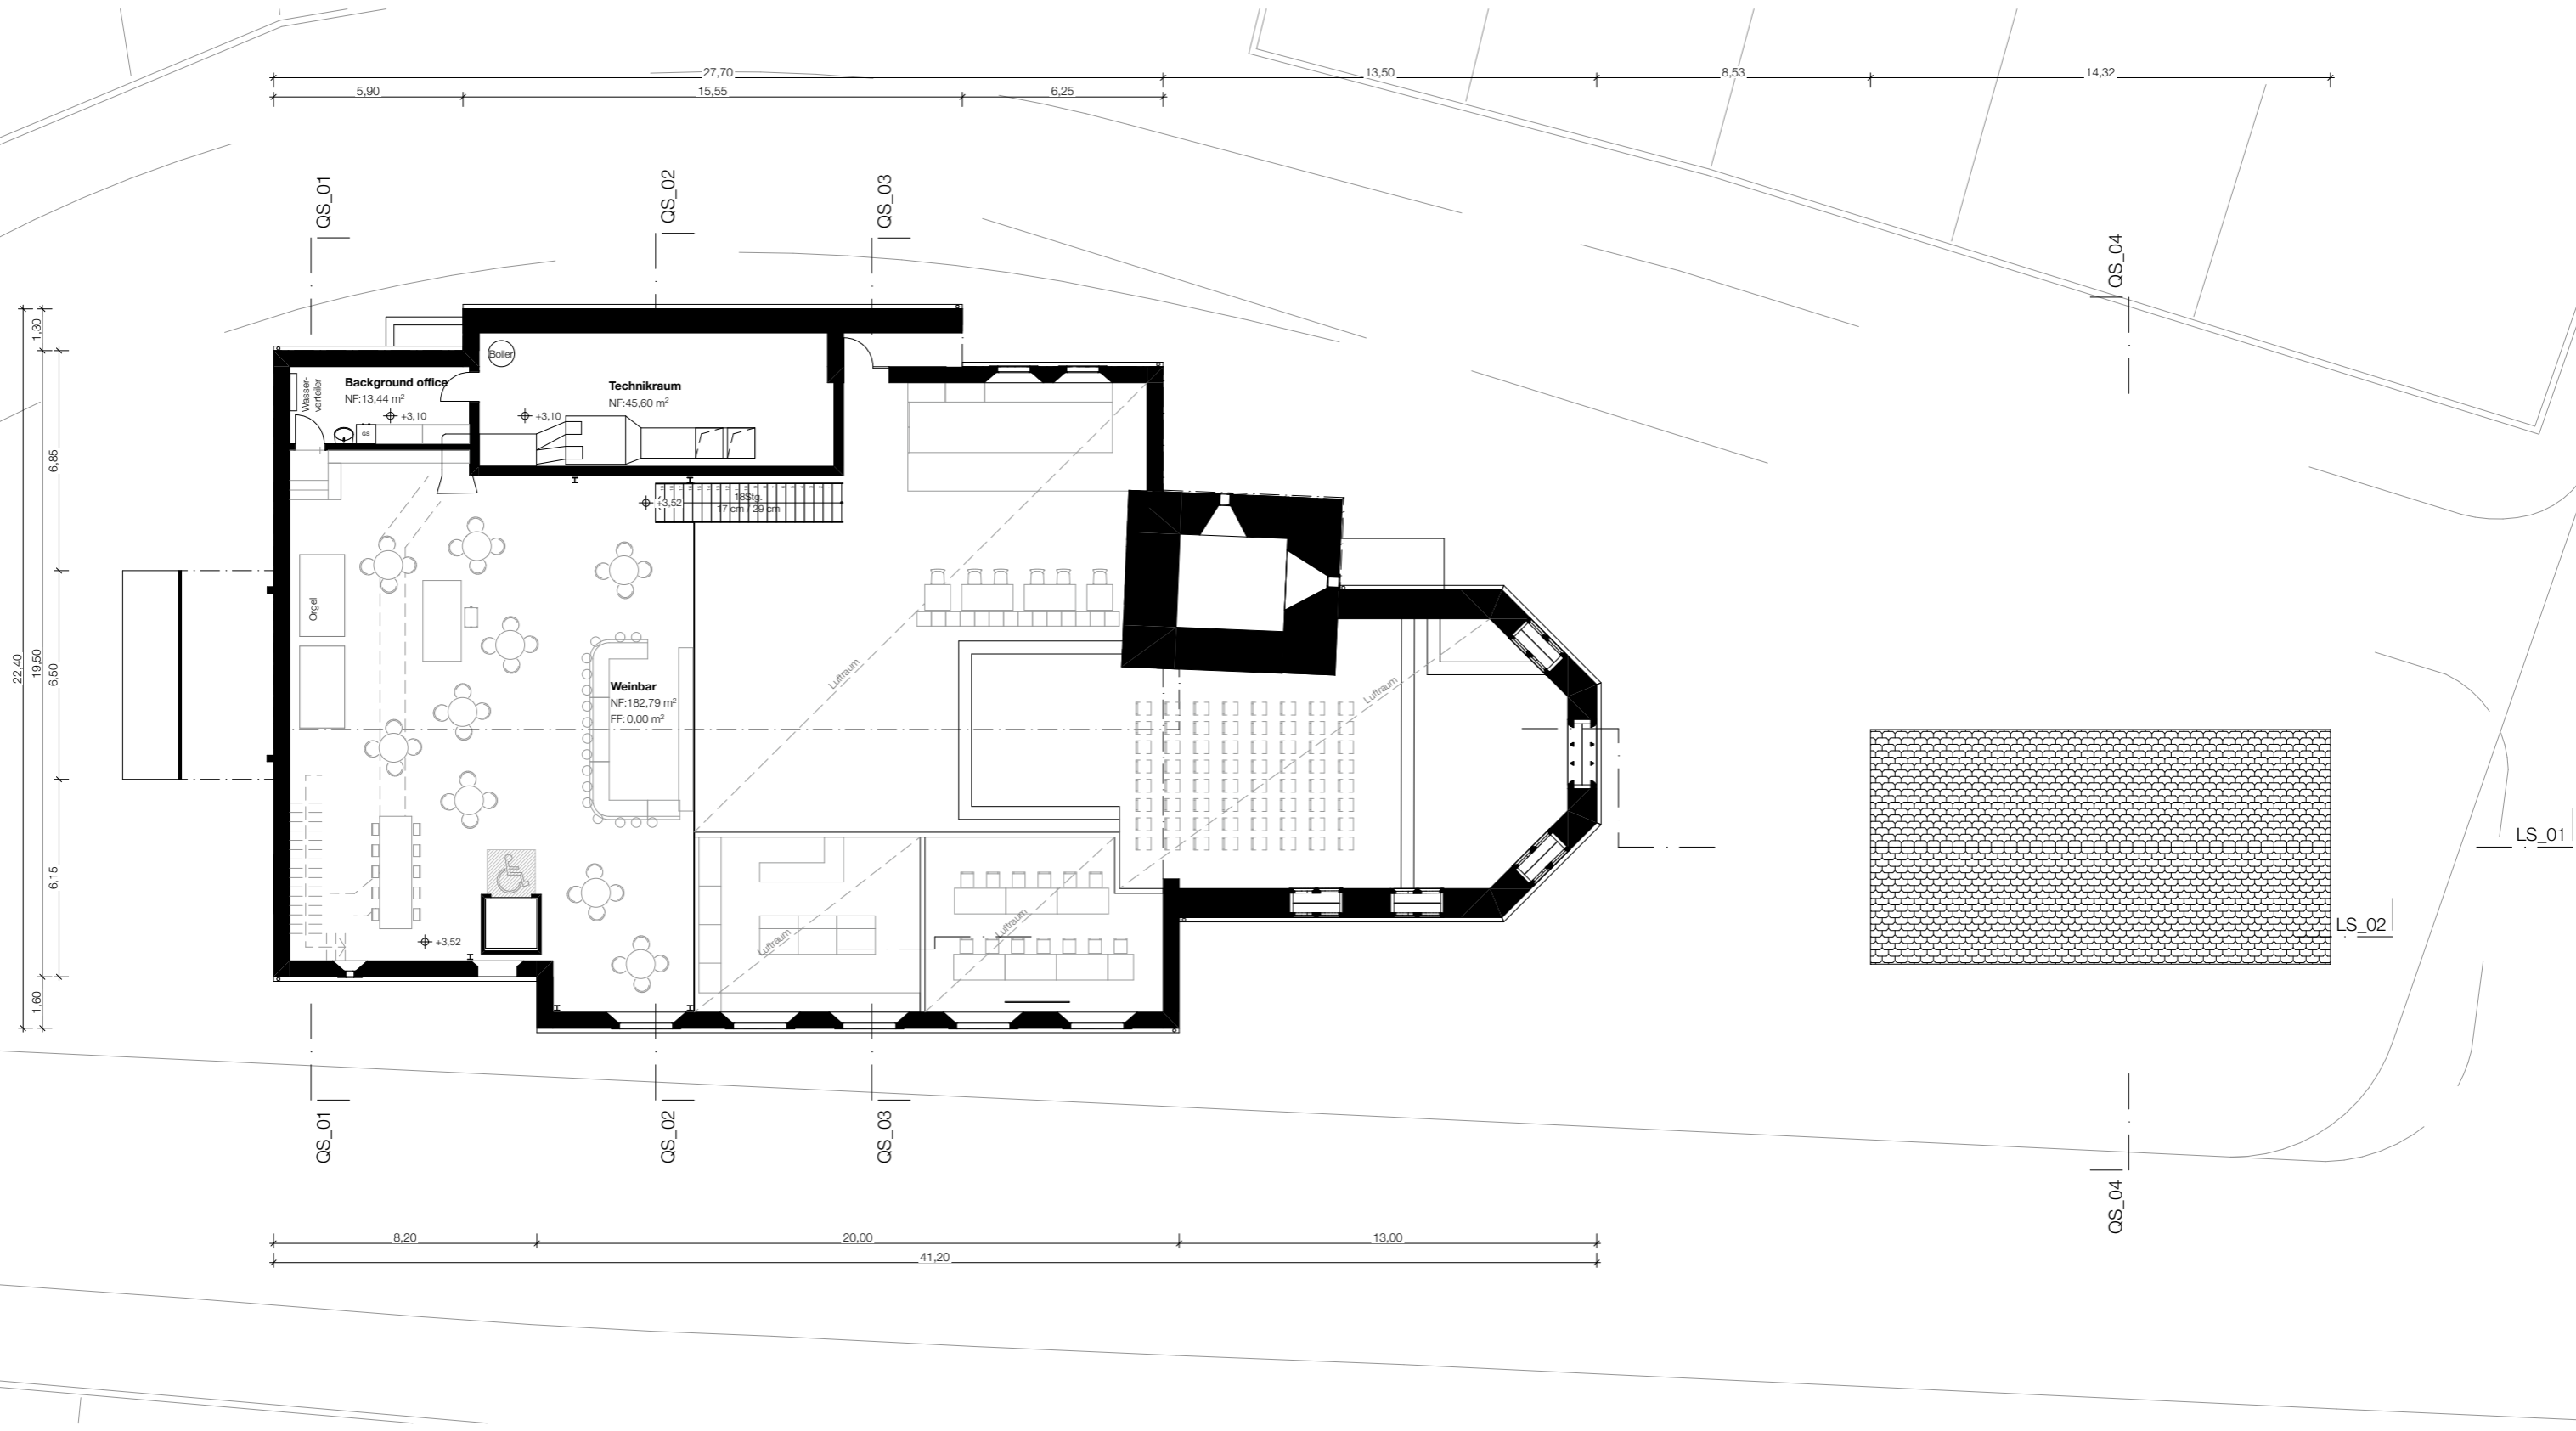 27,70
13,50
8,53
14,32
5,90
15,55
6,25
QS_01
QS_02
QS_03
QS_04
1,30
6,85
22,40
19,50
6,50
6,15
1,60
Boiler
Wasser-
verteiler
Background office
NF:13,44 m²
+3,10
GS
Technikraum
NF:45,60 m²
+3,10
+3,52
18Stg.
17 cm / 29 cm
Orgel
Luftraum
Luftraum
Weinbar
NF:182,79 m²
FF: 0,00 m²
LS_01
LS_02
Luftraum
Luftraum
+3,52
QS_01
QS_02
QS_03
QS_04
8,20
20,00
13,00
41,20